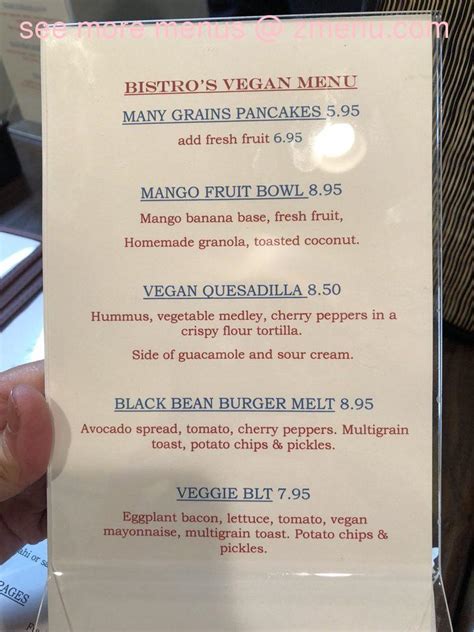 see more menus @ zmenu.com
BISTRO'S VEGAN MENU
MANY GRAINS PANCAKES 5.95
add fresh fruit 6.95
MANGO FRUIT BOWL 8.95
Mango banana base, fresh fruit,
Homemade granola, toasted coconut.
VEGAN QUESADILLA 8.50
Hummus, vegetable medley, cherry peppers in a
crispy flour tortilla.
Side of guacamole and sour cream.
BLACK BEAN BURGER MELT 8.95
Avocado spread, tomato, cherry peppers. Multigrain
toast, potato chips & pickles.
VEGGIE BLT 7.95
Eggplant bacon, lettuce, tomato, vegan
mayonnaise, multigrain toast. Potato chips &
pickles.